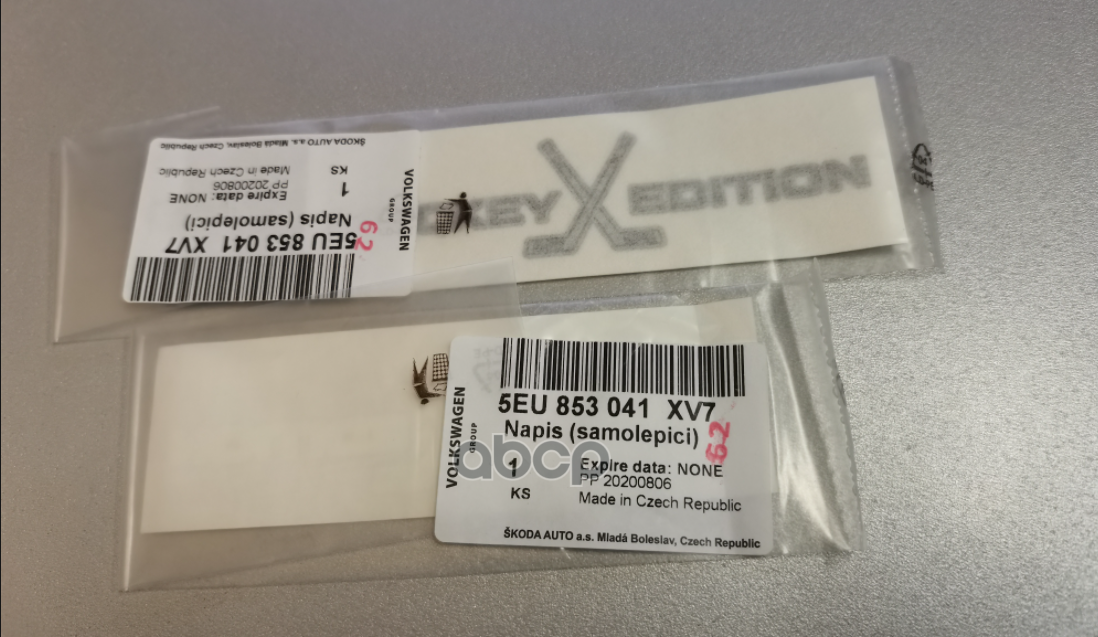 ŠKODA AUTO a.s. Mladá Boleslav, Czech Republic
KS
Made in Czech Republic
1
PP 20200806
Expire data: NONE
Napis (samolepici)
62
5EU 853 041 XV7
VOLKSWAGEN
GROUP
KEY EDITION
5EU 853 041 XV7
Napis (samolepici)
62
VOLKSWAGEN
GROUP
abcp
1
Expire data: NONE
PP 20200806
KS
Made in Czech Republic
ŠKODA AUTO a.s. Mladá Boleslav, Czech Republic